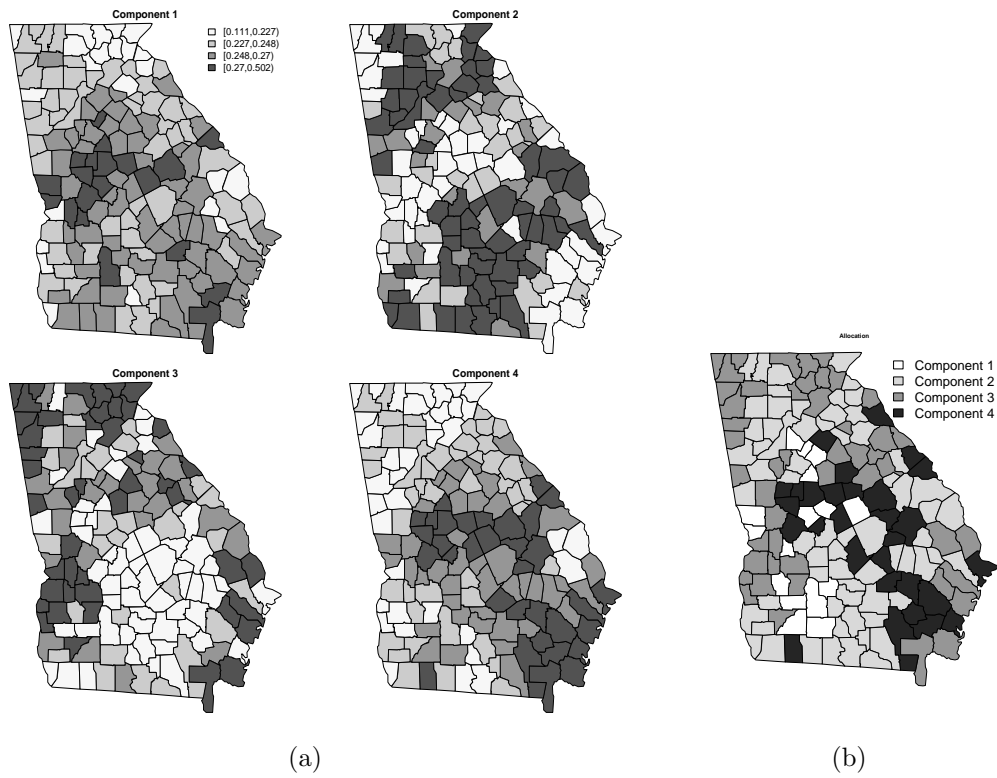 Component 1
[0.111,0.227)
[0.227,0.248)
[0.248,0.27)
[0.27,0.502)
Component 2
Component 3
Component 4
Allocation
Component 1
Component 2
Component 3
Component 4
(a)
(b)